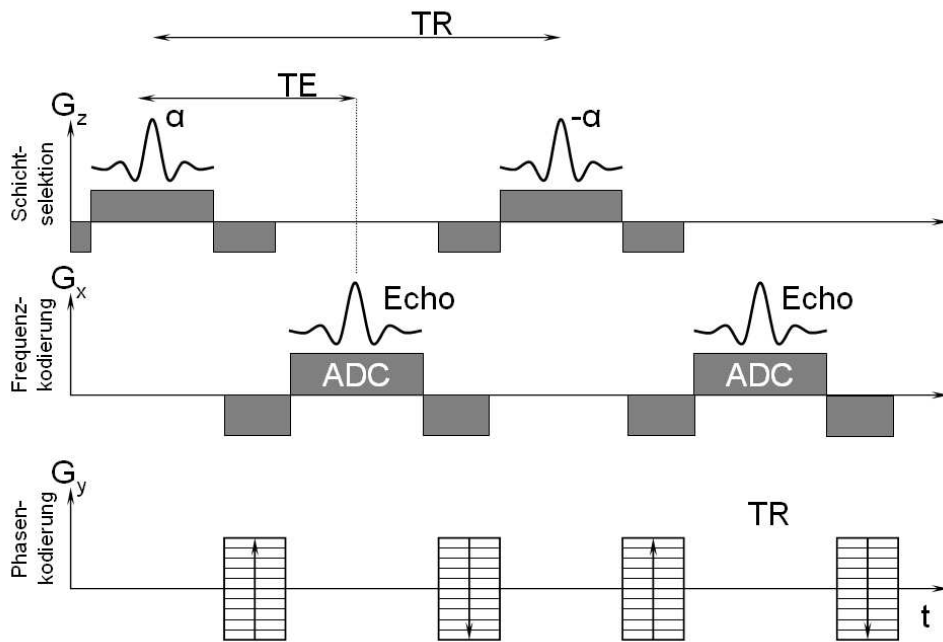 TR
TE
G
z
α
-α
Schicht-
selektion
G
x
Echo
Echo
Frequenz-
kodierung
ADC
ADC
G
y
Phasen-
kodierung
TR
t